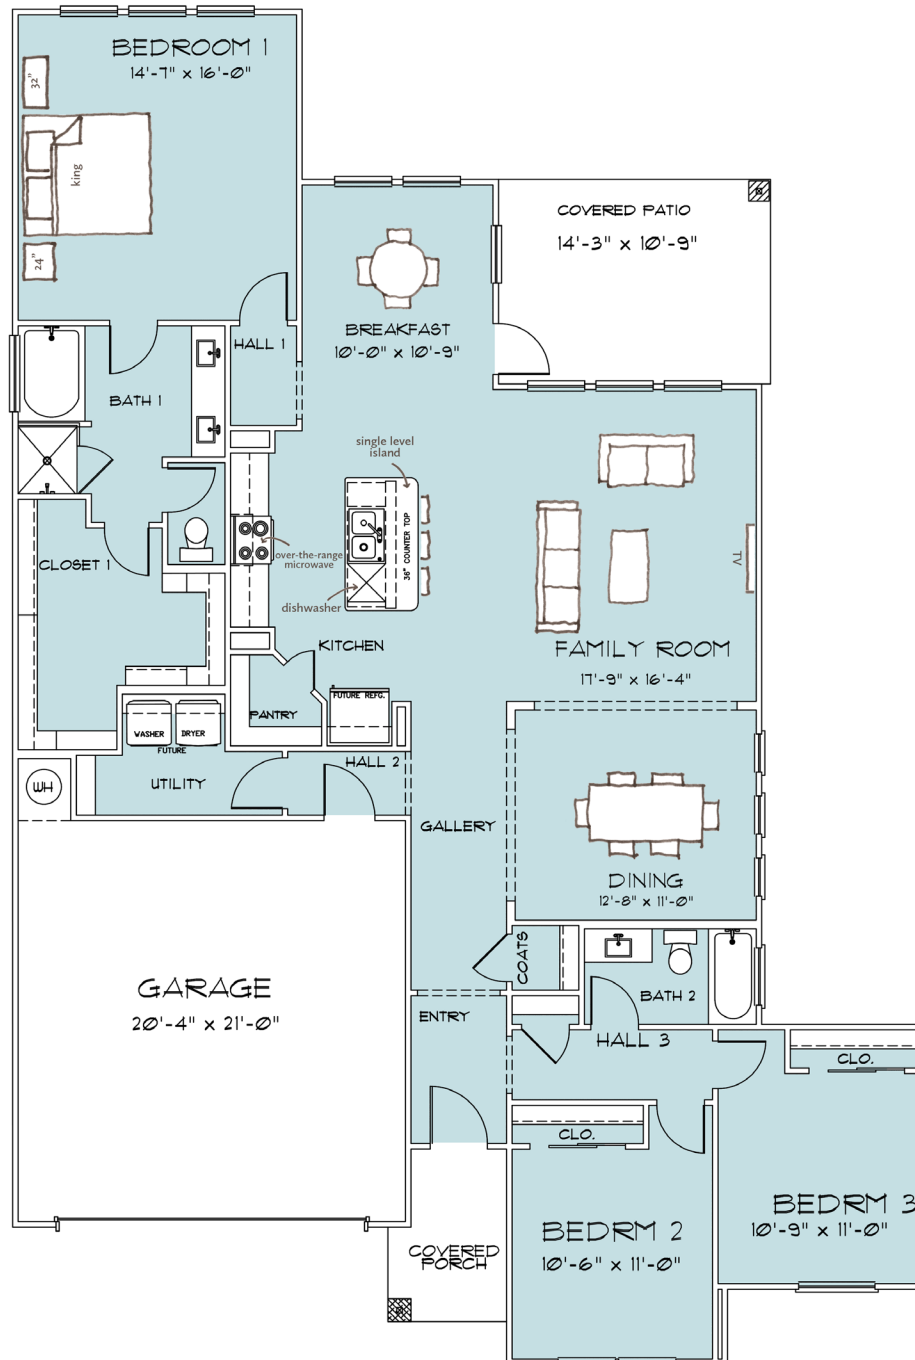 BEDROOM 1
14'-7" x 16'-0"
32"
king
24"
COVERED PATIO
14'-3" x 10'-9"
BREAKFAST
10'-0" x 10'-9"
HALL 1
BATH 1
single level
island
36" COUNTER TOP
over-the-range
microwave
dishwasher
CLOSET 1
TV
KITCHEN
FAMILY ROOM
17'-9" x 16'-4"
FUTURE REFG.
PANTRY
WASHER
DRYER
FUTURE
UTILITY
HALL 2
WH
GALLERY
DINING
12'-8" x 11'-0"
COATS
GARAGE
20'-4" x 21'-0"
BATH 2
ENTRY
HALL 3
CLO.
CLO.
BEDRM 3
10'-9" x 11'-0"
BEDRM 2
10'-6" x 11'-0"
COVERED
PORCH